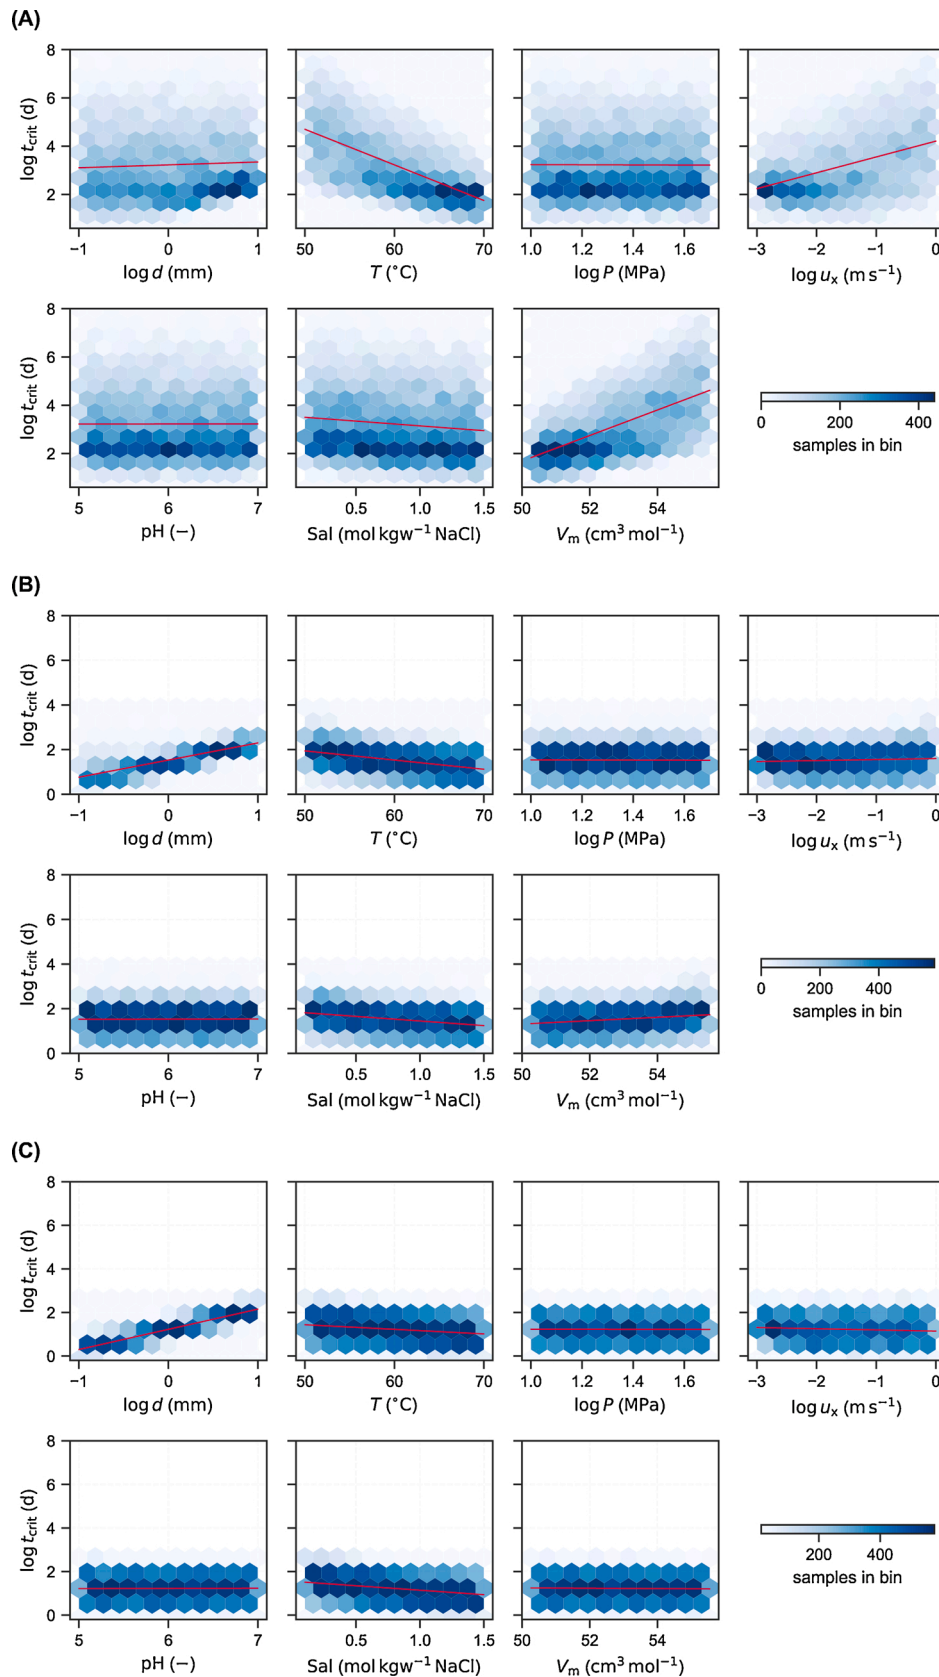 (A)
8
6
4
2
log t_crit (d)
−1 0 1
log d (mm)
50 60 70
T (°C)
1.0 1.2 1.4 1.6
log P (MPa)
−3 −2 −1 0
log u_x (m s⁻¹)
8
6
4
2
log t_crit (d)
5 6 7
pH (−)
0.5 1.0 1.5
Sal (mol kgw⁻¹ NaCl)
50 52 54
V_m (cm³ mol⁻¹)
0 200 400
samples in bin
(B)
8
6
4
2
0
log t_crit (d)
−1 0 1
log d (mm)
50 60 70
T (°C)
1.0 1.2 1.4 1.6
log P (MPa)
−3 −2 −1 0
log u_x (m s⁻¹)
8
6
4
2
0
log t_crit (d)
5 6 7
pH (−)
0.5 1.0 1.5
Sal (mol kgw⁻¹ NaCl)
50 52 54
V_m (cm³ mol⁻¹)
0 200 400
samples in bin
(C)
8
6
4
2
0
log t_crit (d)
−1 0 1
log d (mm)
50 60 70
T (°C)
1.0 1.2 1.4 1.6
log P (MPa)
−3 −2 −1 0
log u_x (m s⁻¹)
8
6
4
2
0
log t_crit (d)
5 6 7
pH (−)
0.5 1.0 1.5
Sal (mol kgw⁻¹ NaCl)
50 52 54
V_m (cm³ mol⁻¹)
200 400
samples in bin